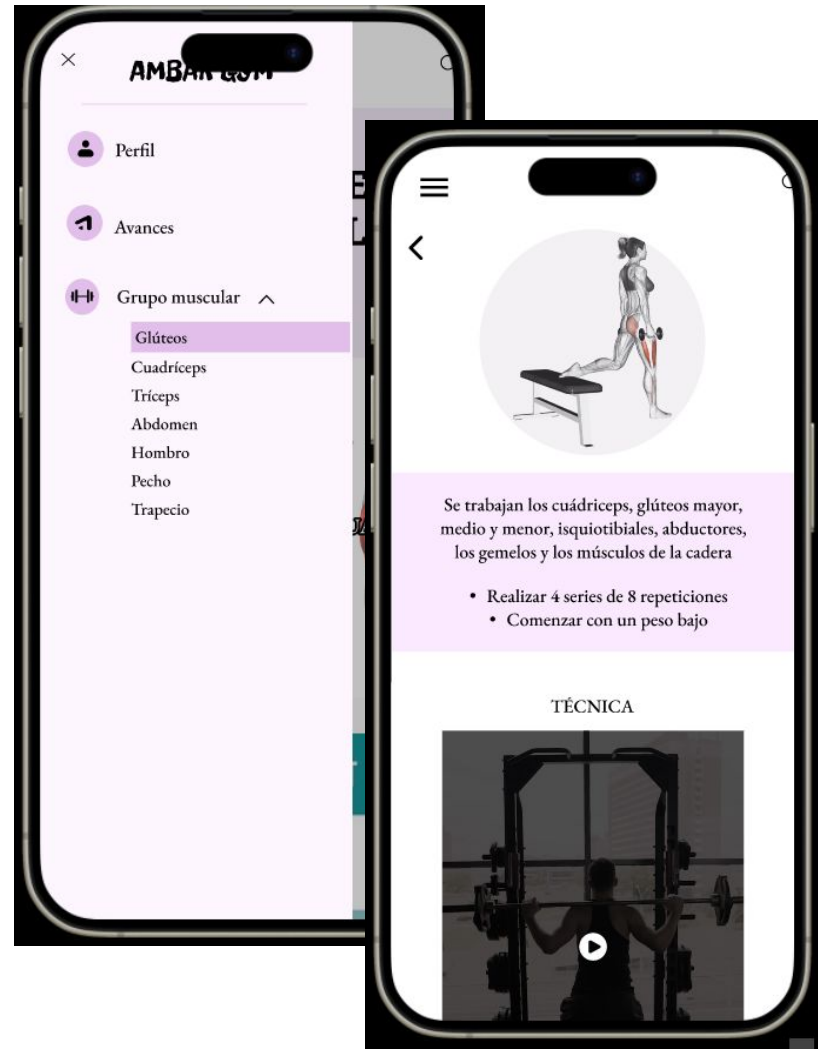 AMBAR GYM
Perfil
Avances
Grupo muscular
Glúteos
Cuadríceps
Tríceps
Abdomen
Hombro
Pecho
Trapecio
Se trabajan los cuádriceps, glúteos mayor,
medio y menor, isquiotibiales, abductores,
los gemelos y los músculos de la cadera
• Realizar 4 series de 8 repeticiones
• Comenzar con un peso bajo
TÉCNICA